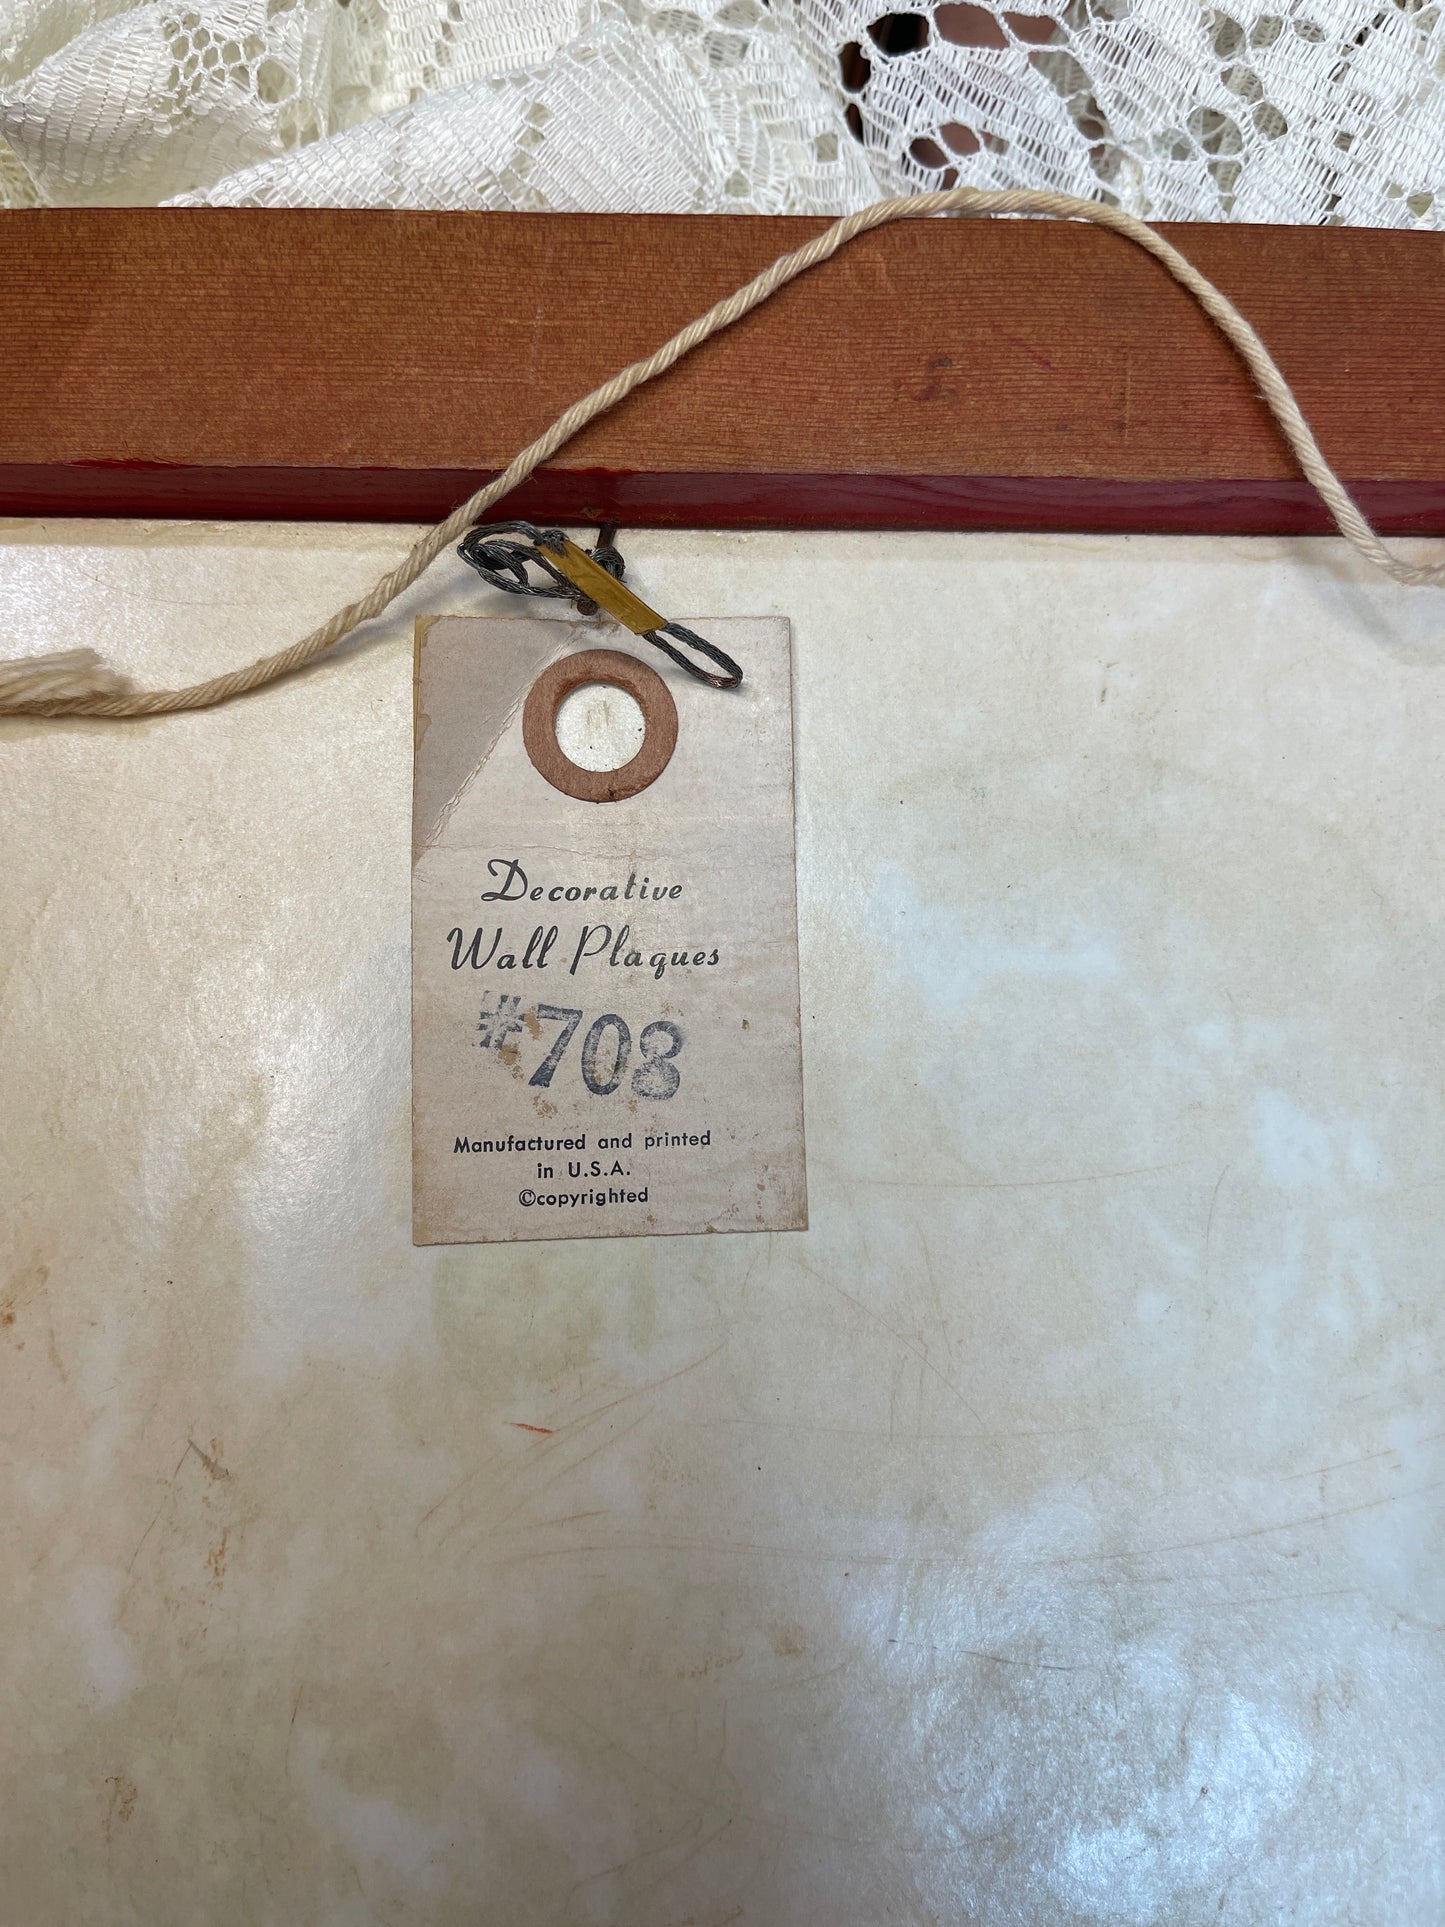 Decorative
Wall Plaques
#708
Manufactured and printed
in U.S.A.
©copyrighted